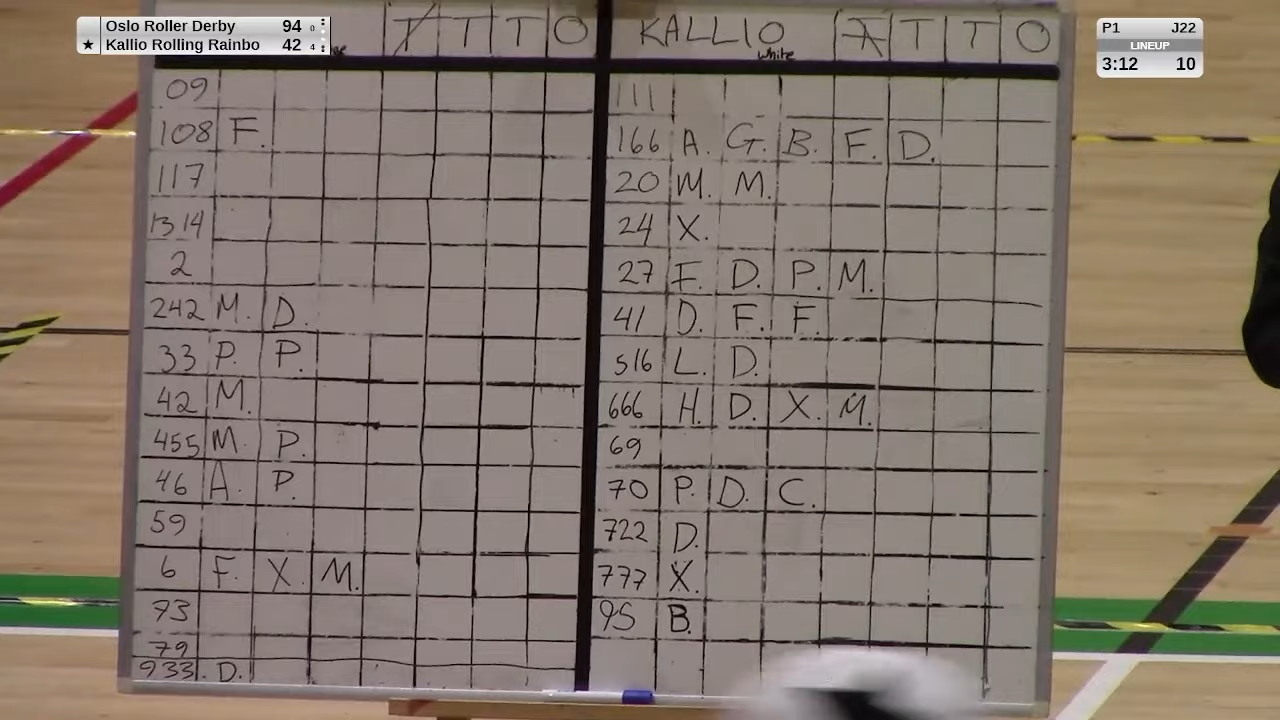 Oslo Roller Derby 94 0
★ Kallio Rolling Rainbo 42 4
P1 J22
LINEUP
3:12 10
T T T O
09
108 F.
117
1314
2
242 M. D.
33 P. P.
42 M.
455 M. P.
46 A. P.
59
6 F. X. M.
73
79
933. D.
KALLIO T T T O
white
111
166 A. G. B. F. D.
20 M. M.
24 X.
27 F. D. P. M.
41 D. F. F.
516 L. D.
666 H. D. X. M.
69
70 P. D. C.
722 D.
777 X.
95 B.